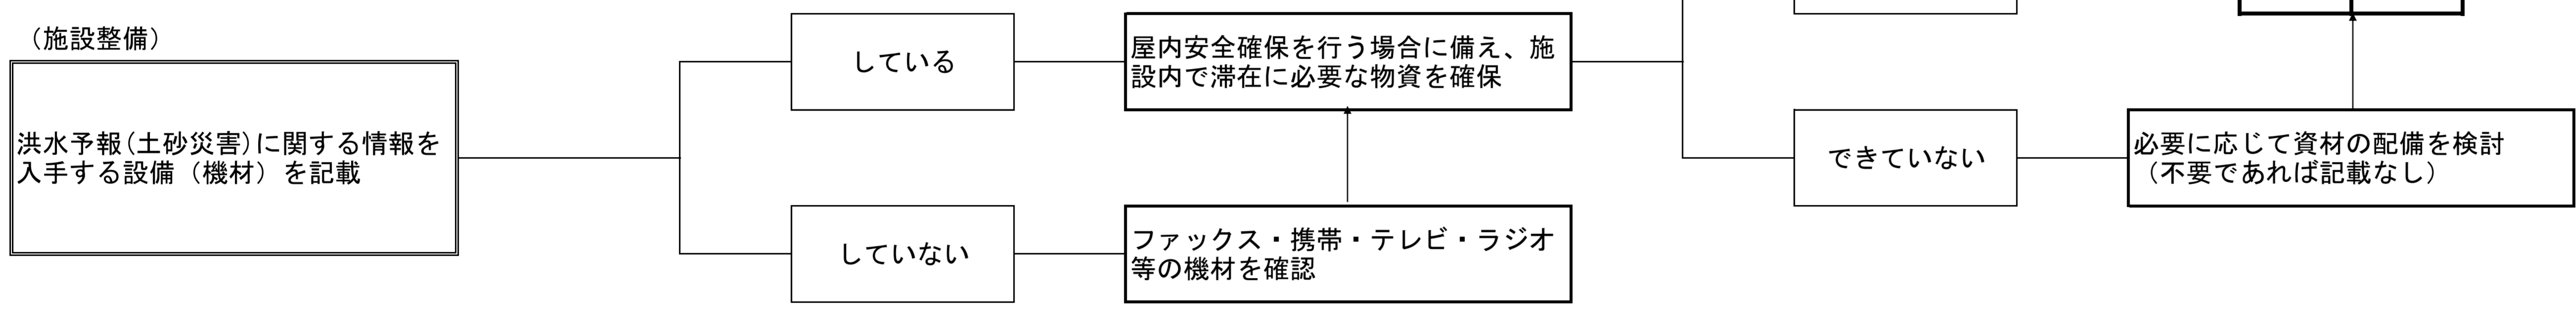 （施設整備）
洪水予報（土砂災害）に関する情報を
入手する設備（機材）を記載
している
屋内安全確保を行う場合に備え、施
設内で滞在に必要な物資を確保
できていない
必要に応じて資材の配備を検討
（不要であれば記載なし）
していない
ファックス・携帯・テレビ・ラジオ
等の機材を確認